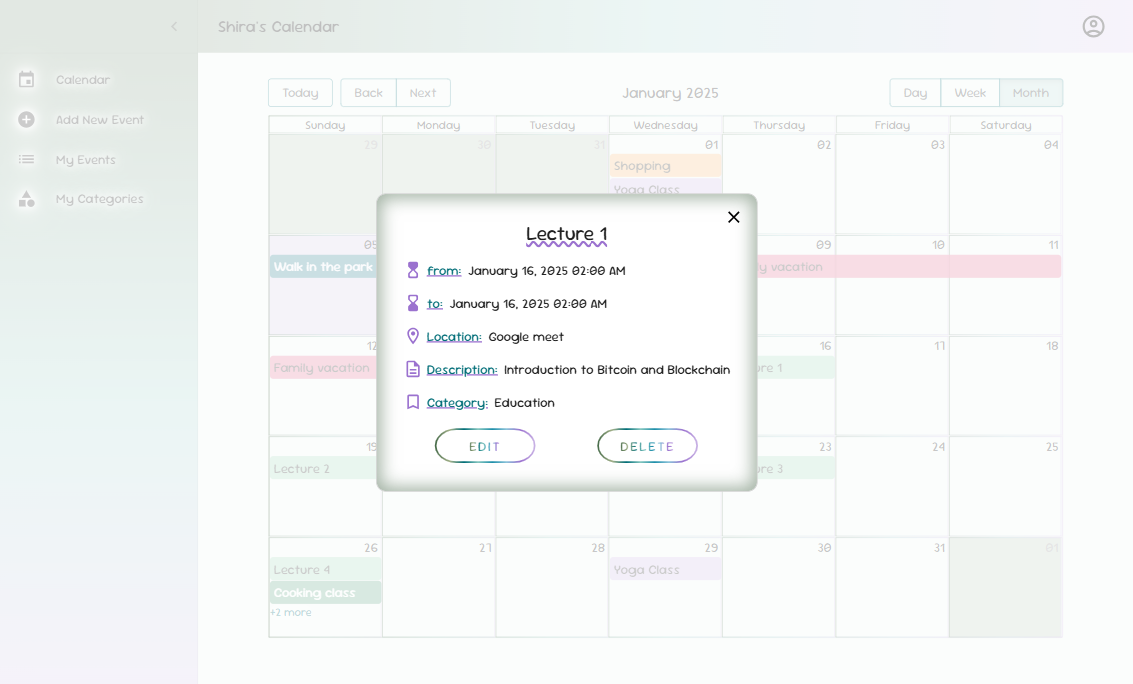 Shira's Calendar
Calendar
Add New Event
My Events
My Categories
Today Back Next January 2025 Day Week Month
Sunday Monday Tuesday Wednesday Thursday Friday Saturday
29 30 31 01 02 03 04
Shopping
Yoga Class
05 09 10 11
Walk in the park y vacation
12 16 17 18
Family vacation ure 1
19 23 24 25
Lecture 2 ure 3
26 27 28 29 30 31 01
Lecture 4 Yoga Class
Cooking class
+2 more
Lecture 1
from: January 16, 2025 02:00 AM
to: January 16, 2025 02:00 AM
Location: Google meet
Description: Introduction to Bitcoin and Blockchain
Category: Education
EDIT DELETE